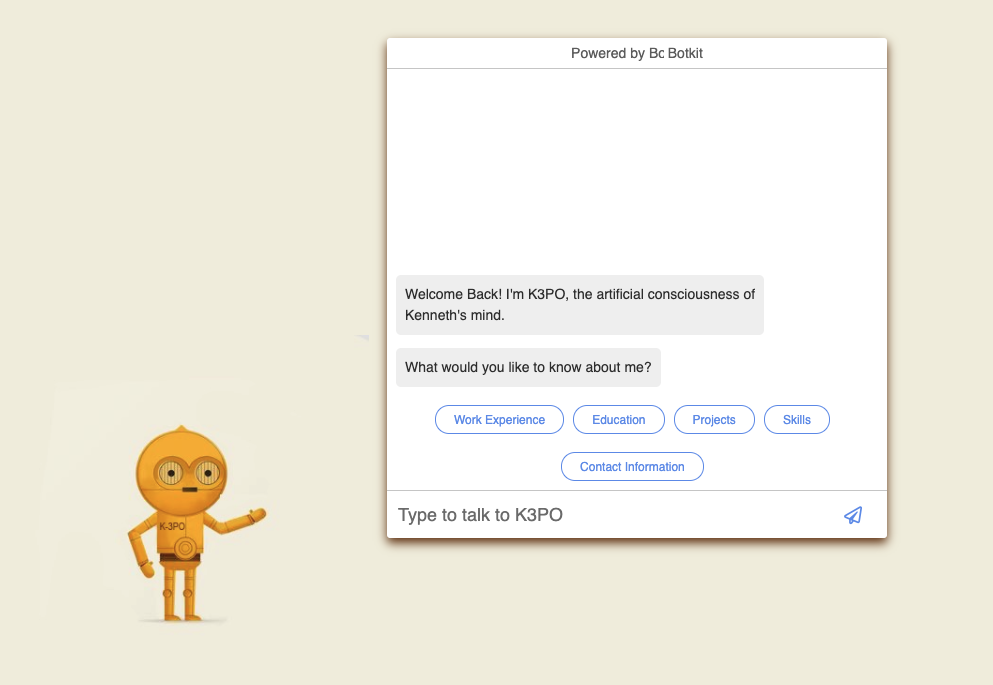 Powered by Bo Botkit
Welcome Back! I'm K3PO, the artificial consciousness of
Kenneth's mind.
What would you like to know about me?
Work Experience Education Projects Skills
Contact Information
Type to talk to K3PO
K-3PO